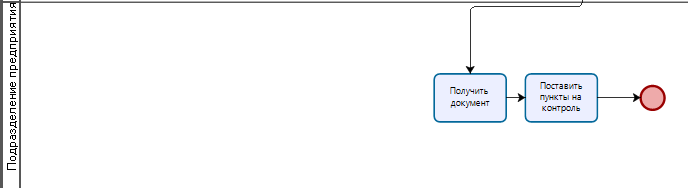 Подразделение предприятия
Получить
документ
Поставить
пункты на
контроль